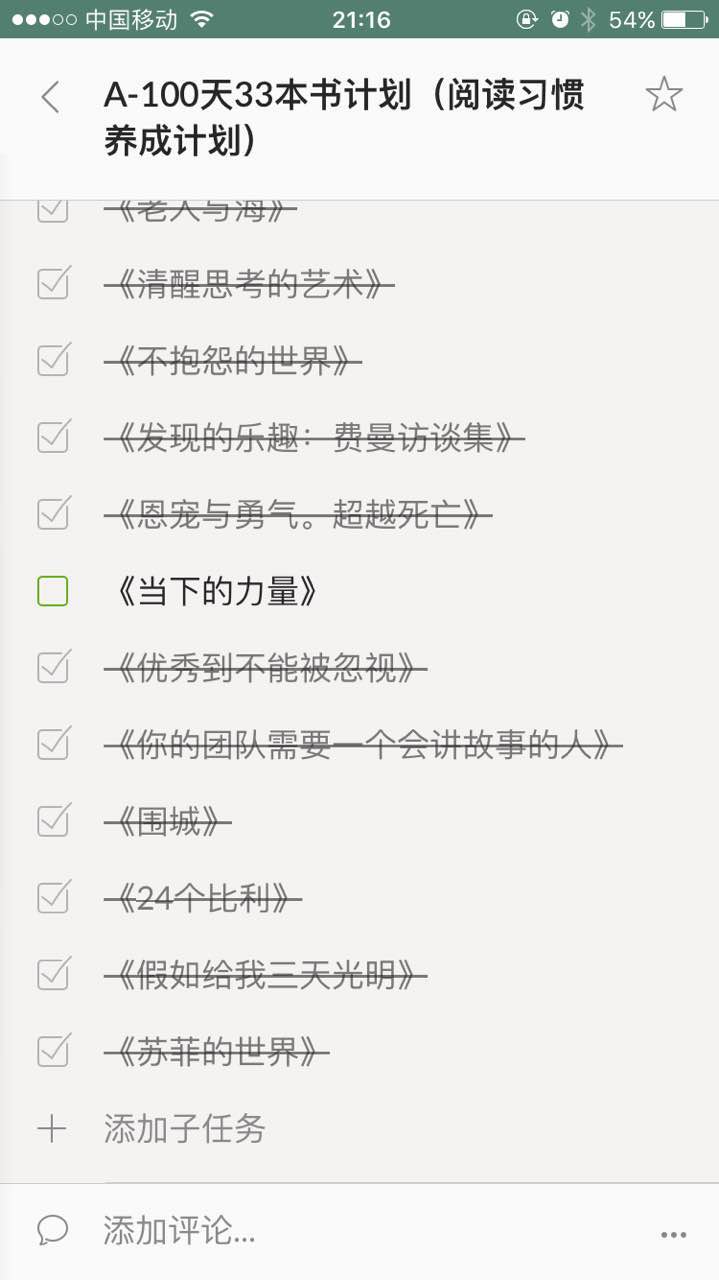 中国移动 21:16 54%
A-100天33本书计划（阅读习惯
养成计划）
《老人与海》
《清醒思考的艺术》
《不抱怨的世界》
《发现的乐趣：费曼访谈集》
《恩宠与勇气。超越死亡》
《当下的力量》
《优秀到不能被忽视》
《你的团队需要一个会讲故事的人》
《围城》
《24个比利》
《假如给我三天光明》
《苏菲的世界》
添加子任务
添加评论...